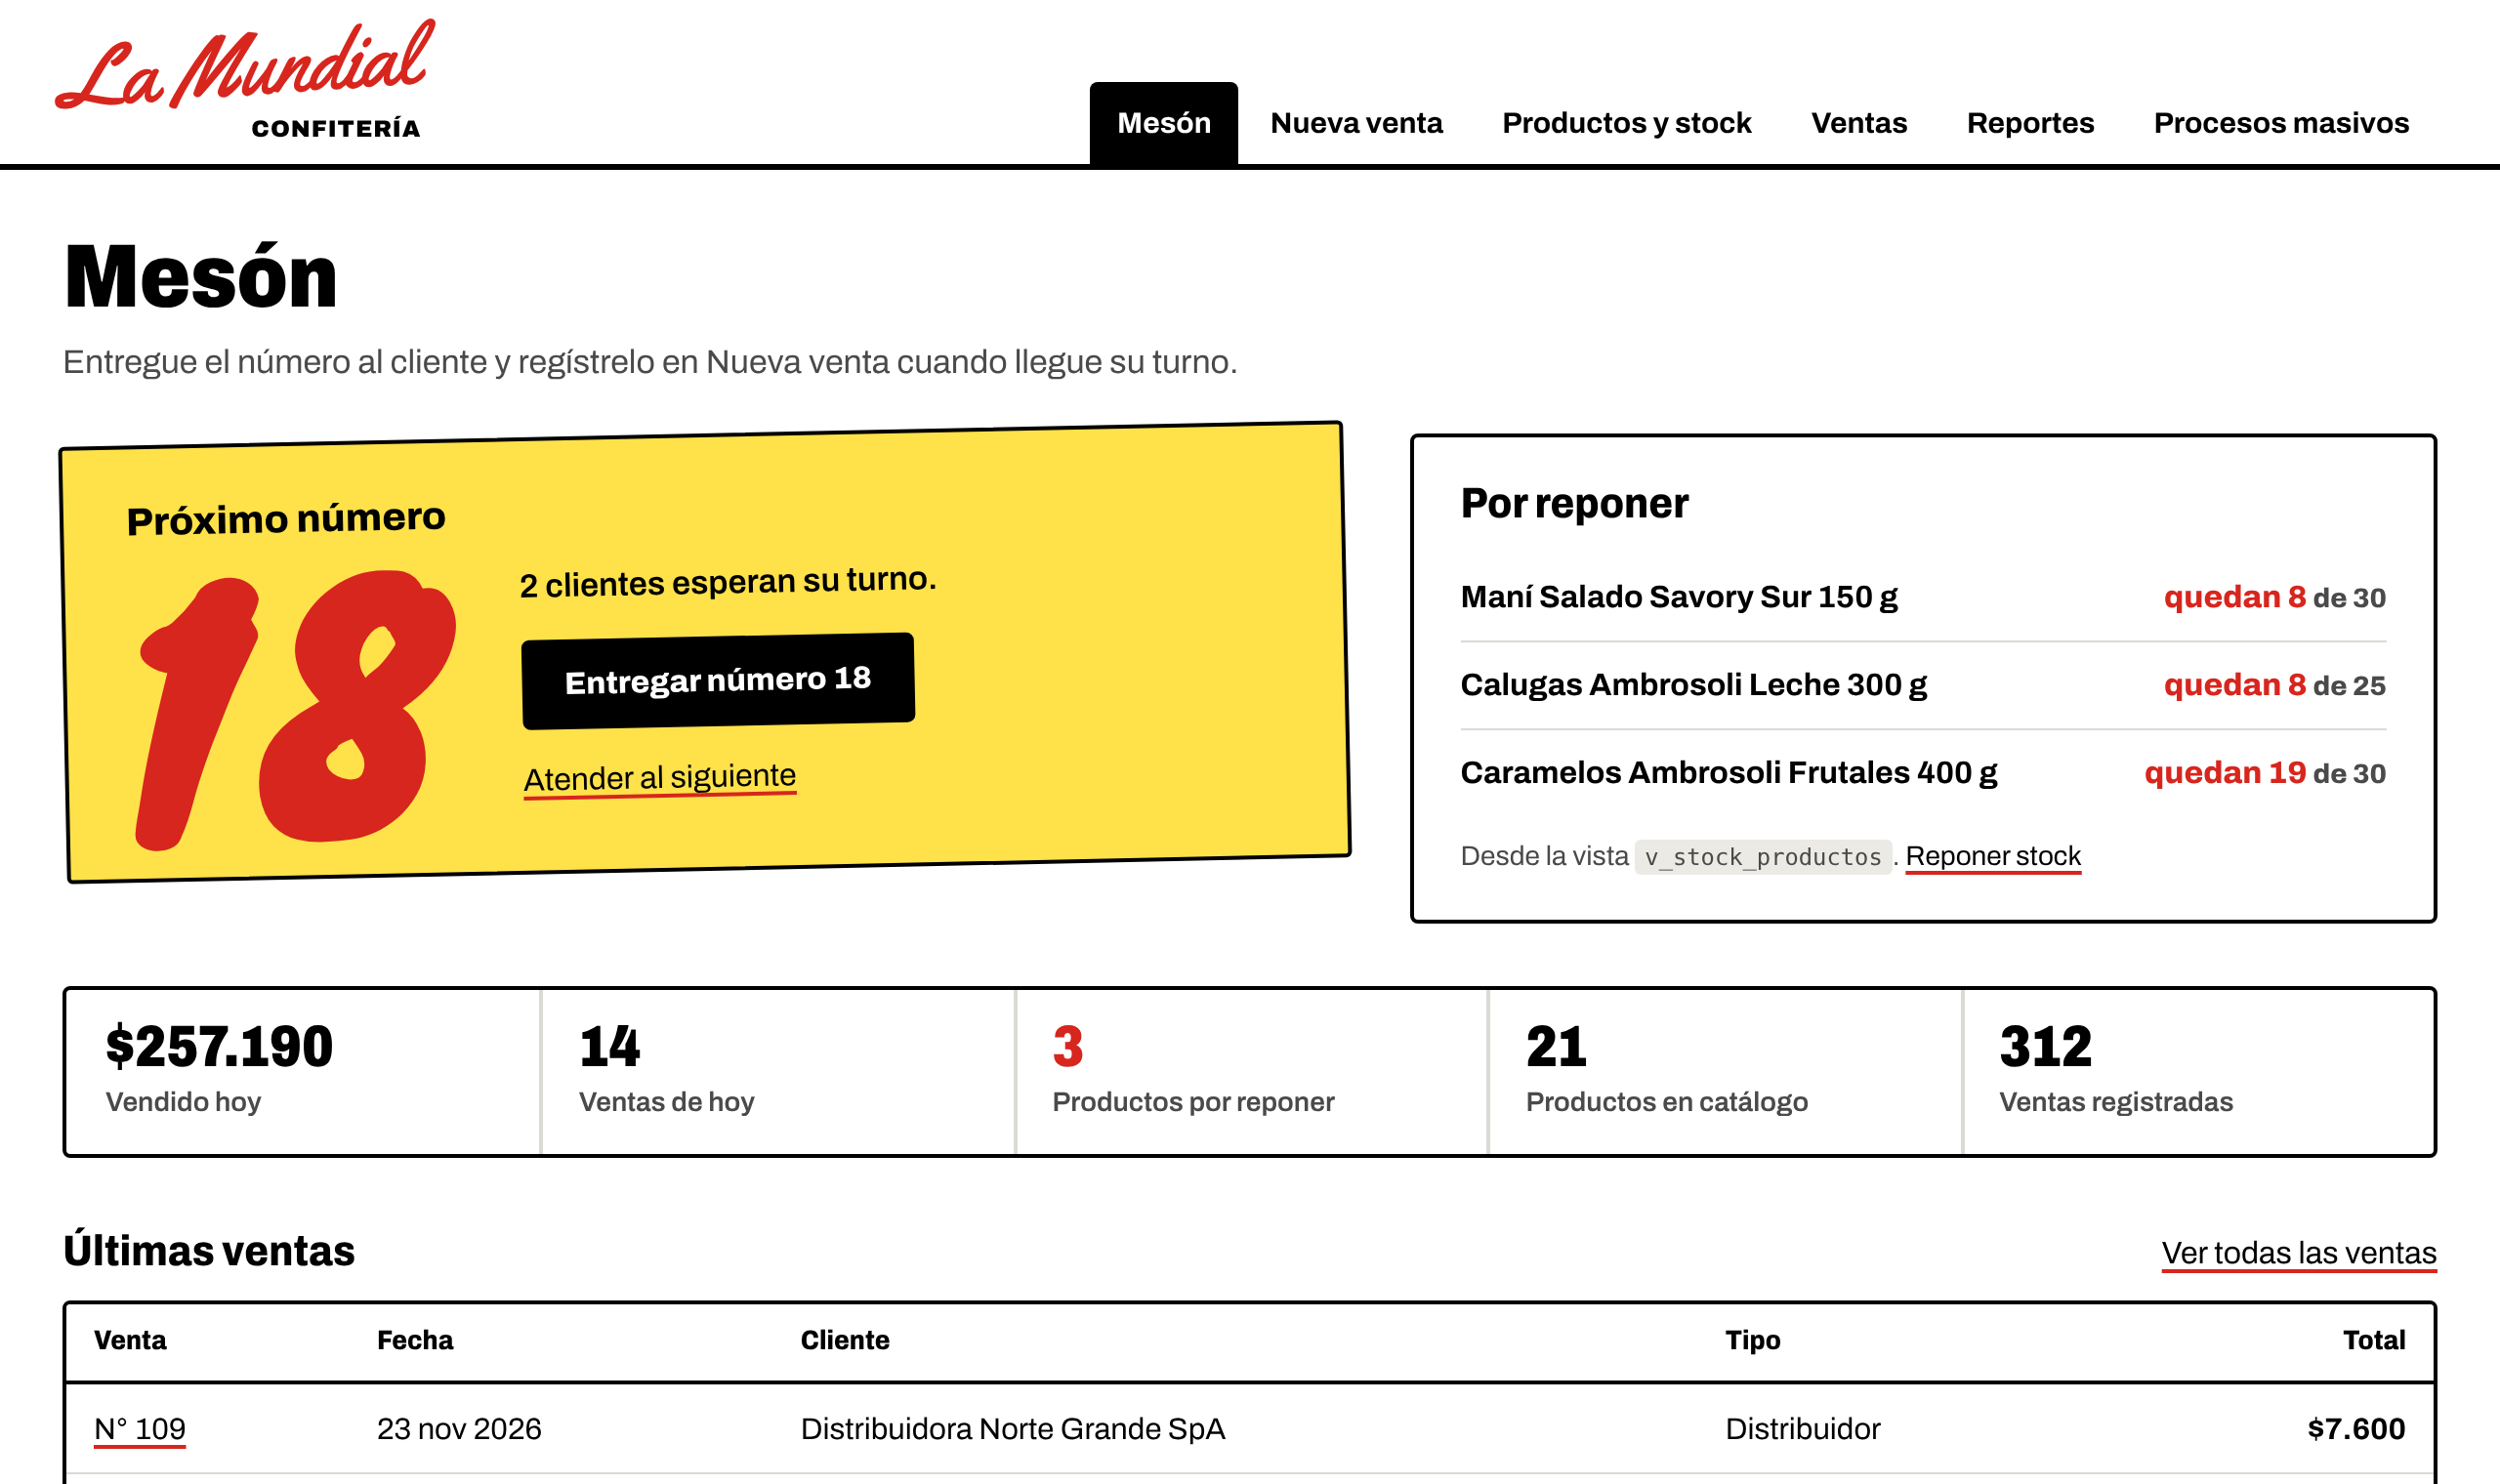 La Mundial
CONFITERÍA
Mesón
Nueva venta
Productos y stock
Ventas
Reportes
Procesos masivos
Mesón
Entregue el número al cliente y regístrelo en Nueva venta cuando llegue su turno.
Próximo número
18
2 clientes esperan su turno.
Entregar número 18
Atender al siguiente
Por reponer
Maní Salado Savory Sur 150 g quedan 8 de 30
Calugas Ambrosoli Leche 300 g quedan 8 de 25
Caramelos Ambrosoli Frutales 400 g quedan 19 de 30
Desde la vista v_stock_productos. Reponer stock
$257.190
Vendido hoy
14
Ventas de hoy
3
Productos por reponer
21
Productos en catálogo
312
Ventas registradas
Últimas ventas
Ver todas las ventas
Venta Fecha Cliente Tipo Total
N° 109 23 nov 2026 Distribuidora Norte Grande SpA Distribuidor $7.600